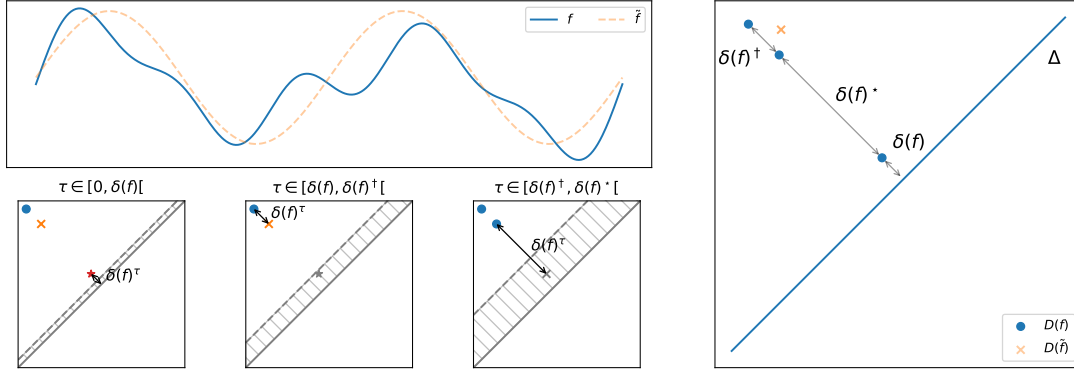 f
f̃
τ ∈ [0, δ(f)[
δ(f)^τ
τ ∈ [δ(f), δ(f)^†[
δ(f)^τ
τ ∈ [δ(f)^†, δ(f)^⋆[
δ(f)^τ
δ(f)^†
Δ
δ(f)^⋆
δ(f)
D(f)
D(f̃)